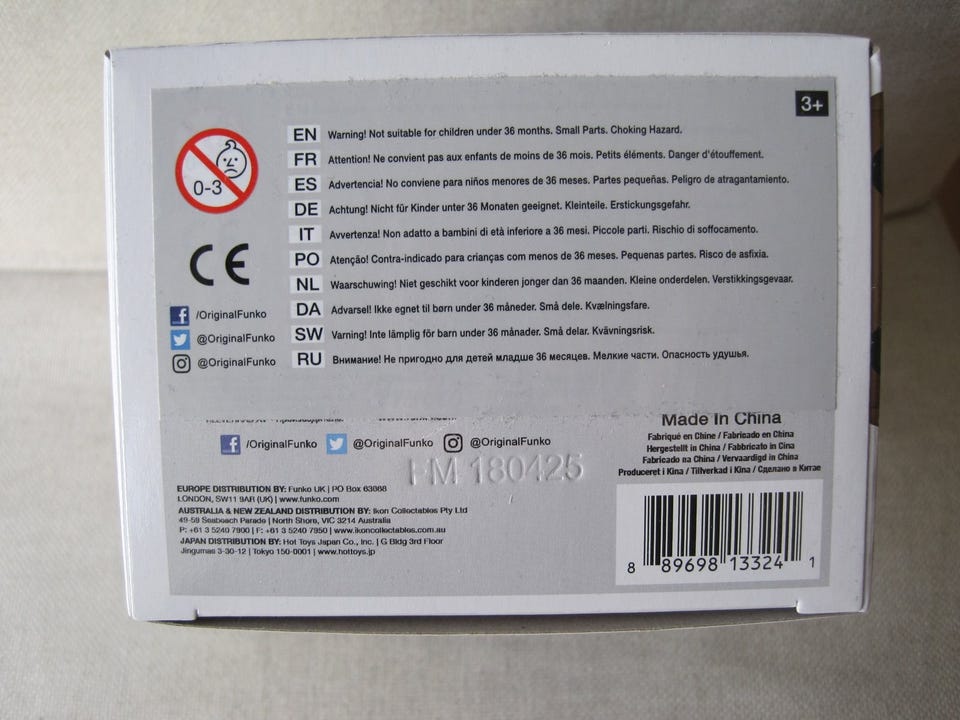 3+
0-3
EN Warning! Not suitable for children under 36 months. Small Parts. Choking Hazard.
FR Attention! Ne convient pas aux enfants de moins de 36 mois. Petits éléments. Danger d'étouffement.
ES Advertencia! No conviene para niños menores de 36 meses. Partes pequeñas. Peligro de atragantamiento.
DE Achtung! Nicht für Kinder unter 36 Monaten geeignet. Kleinteile. Erstickungsgefahr.
IT Avvertenza! Non adatto a bambini di età inferiore a 36 mesi. Piccole parti. Rischio di soffocamento.
PO Atenção! Contra-indicado para crianças com menos de 36 meses. Pequenas partes. Risco de asfixia.
NL Waarschuwing! Niet geschikt voor kinderen jonger dan 36 maanden. Kleine onderdelen. Verstikkingsgevaar.
DA Advarsel! Ikke egnet til børn under 36 måneder. Små dele. Kvælningsfare.
SW Varning! Inte lämplig för barn under 36 månader. Små delar. Kvävningsrisk.
RU Внимание! Не пригодно для детей младше 36 месяцев. Мелкие части. Опасность удушья.
CE
/OriginalFunko
@OriginalFunko
@OriginalFunko
/OriginalFunko @OriginalFunko @OriginalFunko
HM 180425
EUROPE DISTRIBUTION BY: Funko UK | PO Box 63088
LONDON, SW11 9AR (UK) | www.funko.com
AUSTRALIA & NEW ZEALAND DISTRIBUTION BY: Ikon Collectables Pty Ltd
49-59 Seabeach Parade | North Shore, VIC 3214 Australia
P: +61 3 5240 7900 | F: +61 3 5240 7950 | www.ikoncollectables.com.au
JAPAN DISTRIBUTION BY: Hot Toys Japan Co., Inc. | G Bldg 3rd Floor
Jingumae 3-30-12 | Tokyo 150-0001 | www.hottoys.jp
Made In China
Fabriqué en Chine / Fabricado en China
Hergestellt in China / Fabbricato in Cina
Fabricado na China / Vervaardigd in China
Produceret i Kina / Tillverkad i Kina / Сделано в Китае
8 89698 13324 1